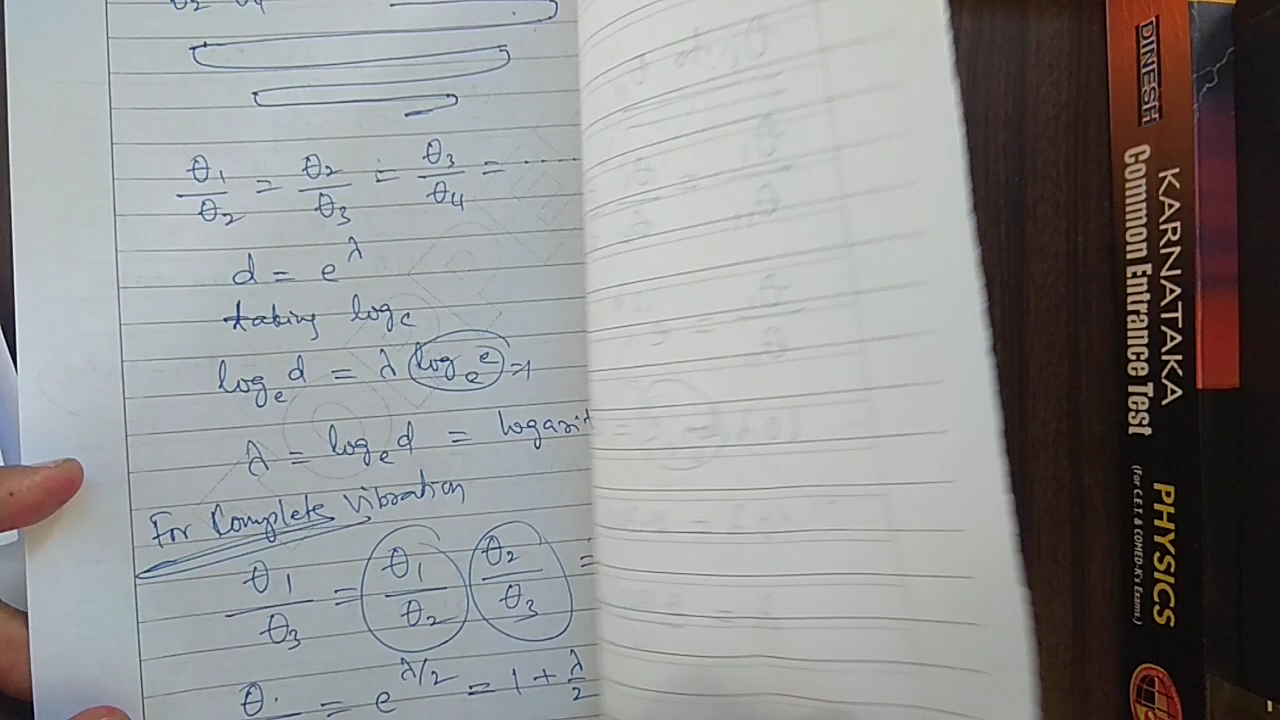 θ₁/θ₂ = θ₂/θ₃ = θ₃/θ₄ = ......
d = e^λ
taking logₑ
logₑ d = λ logₑ e = 1
λ = logₑ d =
For Complete Vibration
θ₁/θ₃ = θ₁/θ₂ θ₂/θ₃ =
= e^λ/2 = 1 + λ/2
DINESH
KARNATAKA
Common Entrance Test
(For C.E.T. & COMED-K's Exams.)
PHYSICS